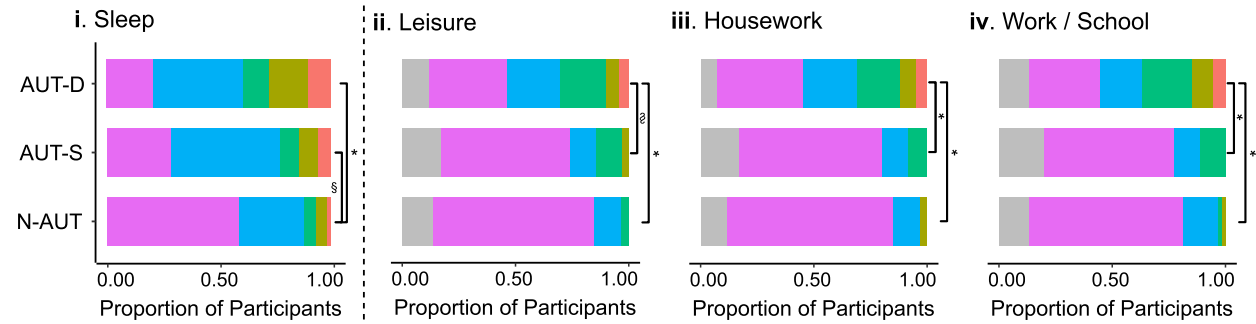 i. Sleep
ii. Leisure
iii. Housework
iv. Work / School
AUT-D
AUT-S
N-AUT
*
§
§
*
*
*
*
*
0.00 0.50 1.00
0.00 0.50 1.00
0.00 0.50 1.00
0.00 0.50 1.00
Proportion of Participants
Proportion of Participants
Proportion of Participants
Proportion of Participants